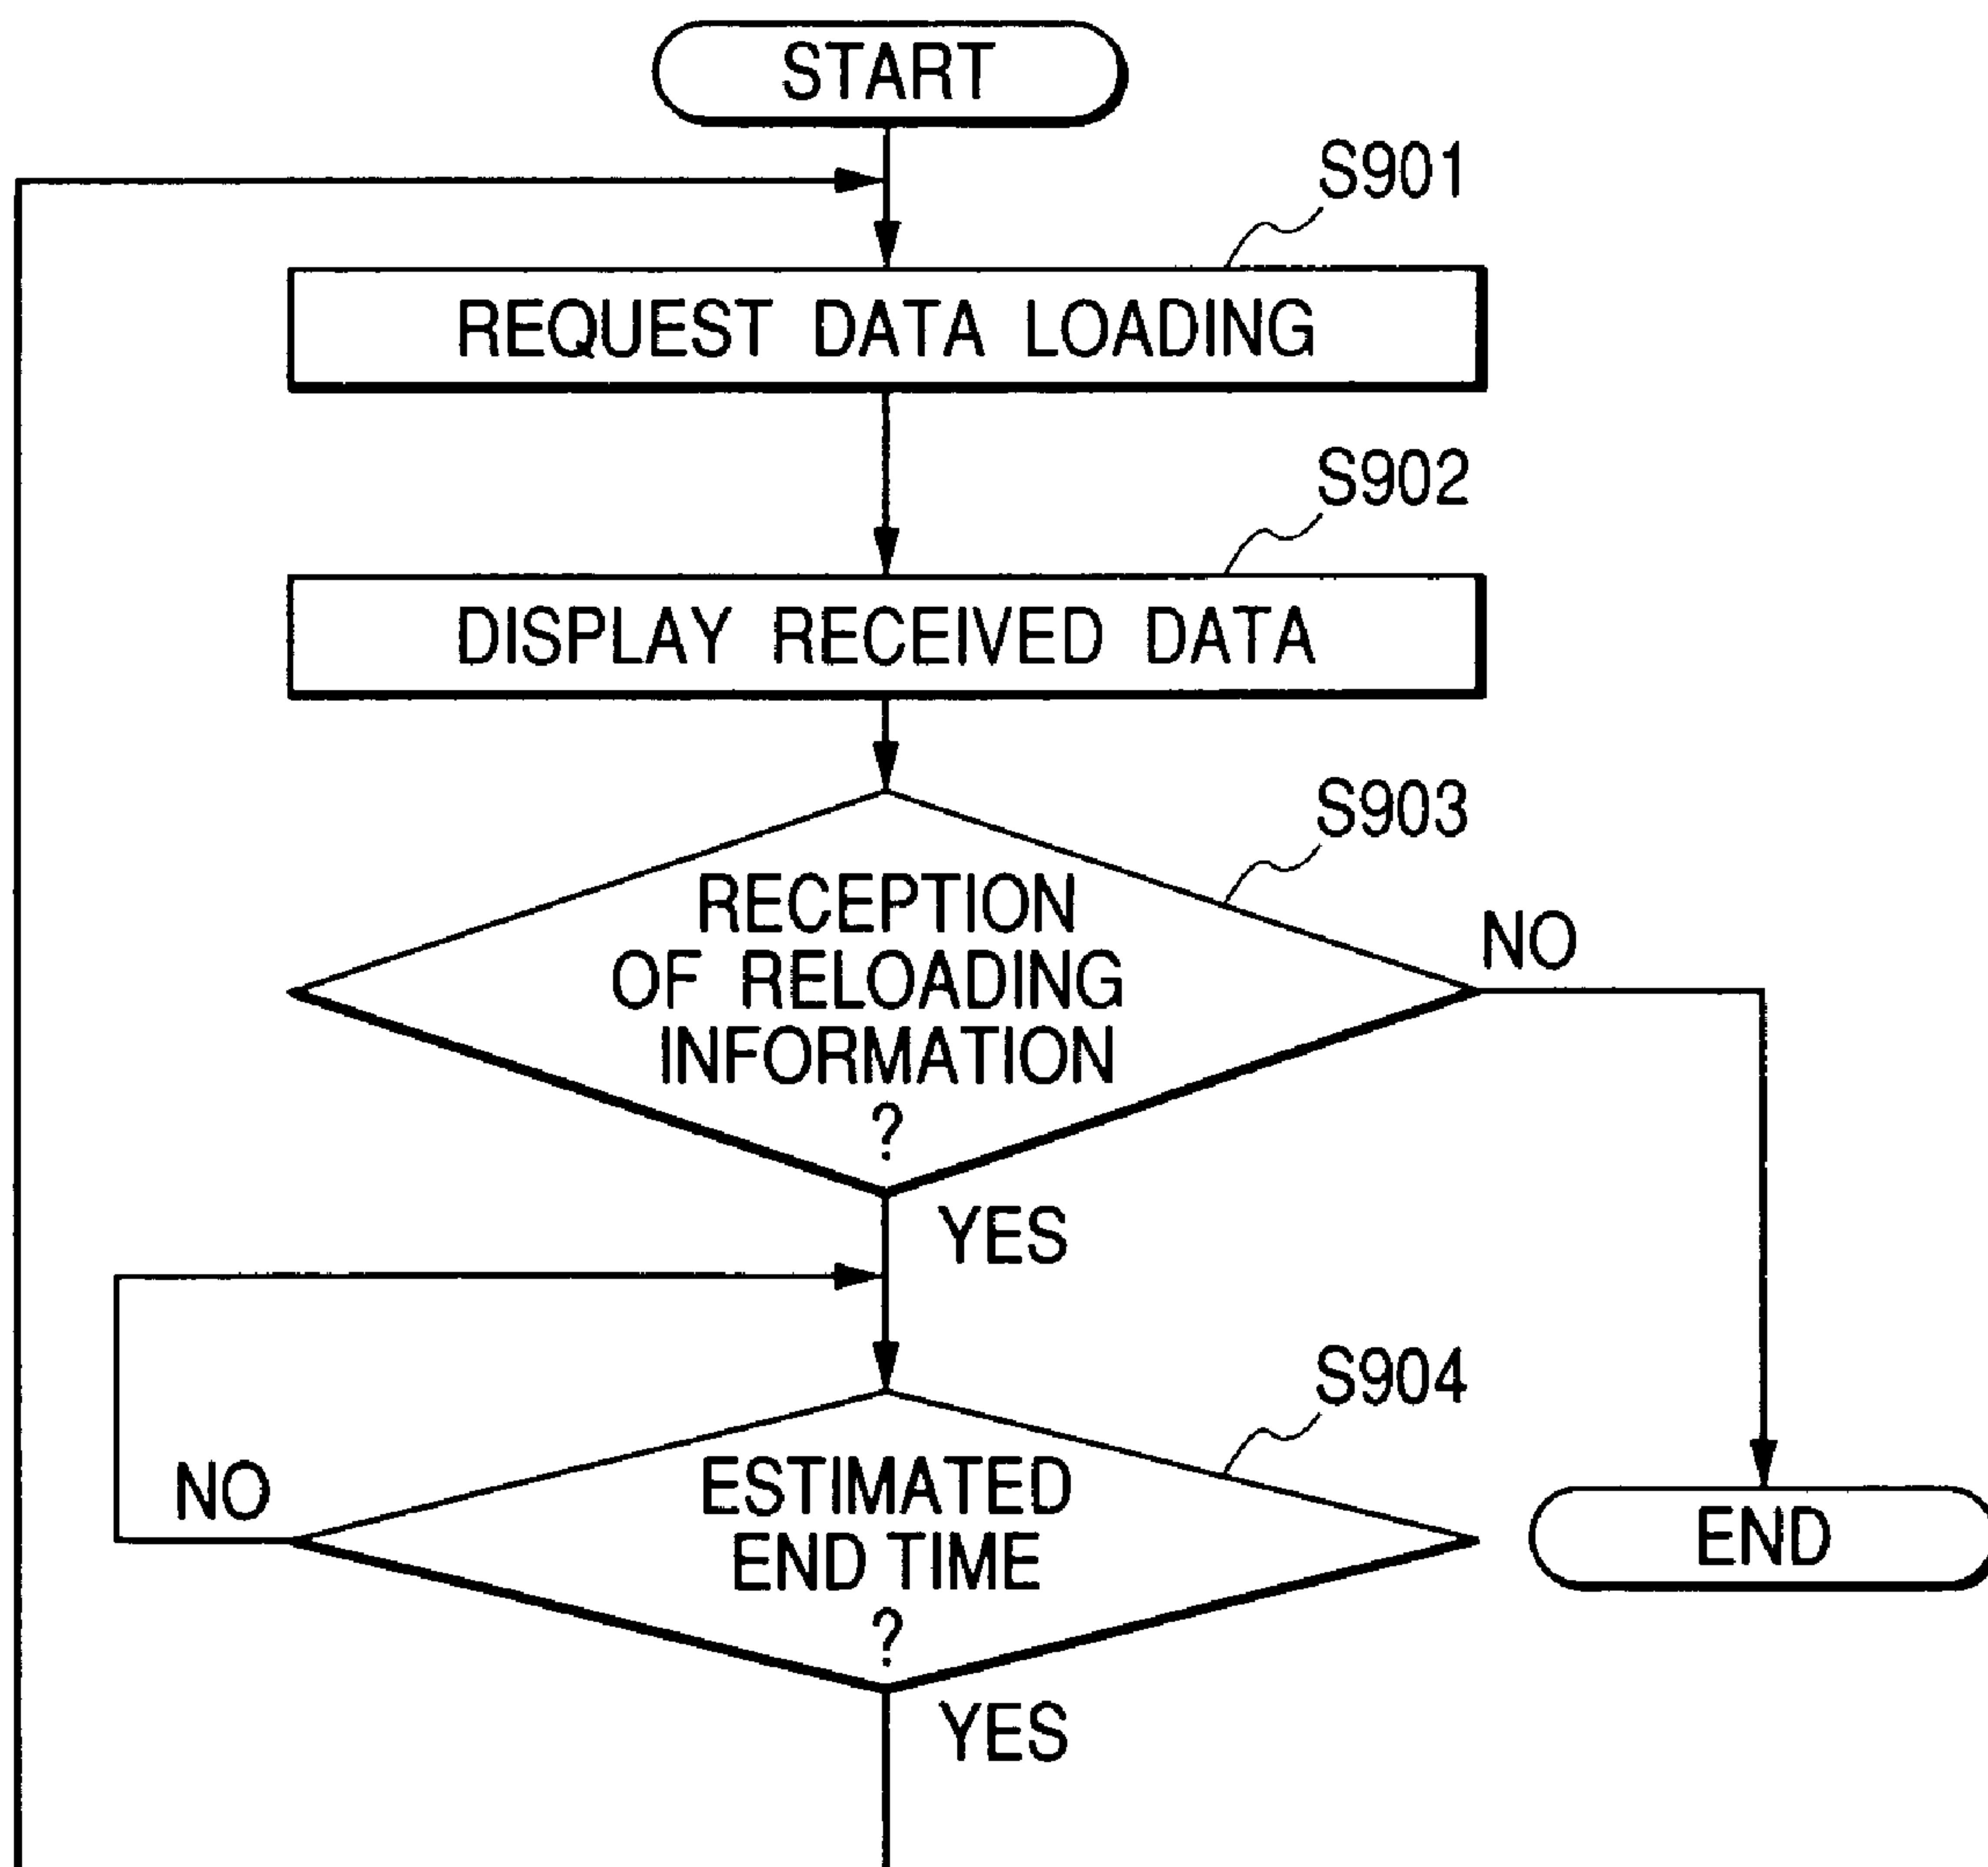 START
S901
REQUEST DATA LOADING
S902
DISPLAY RECEIVED DATA
S903
RECEPTION
OF RELOADING
INFORMATION
?
NO
YES
S904
ESTIMATED
END TIME
?
NO
YES
END